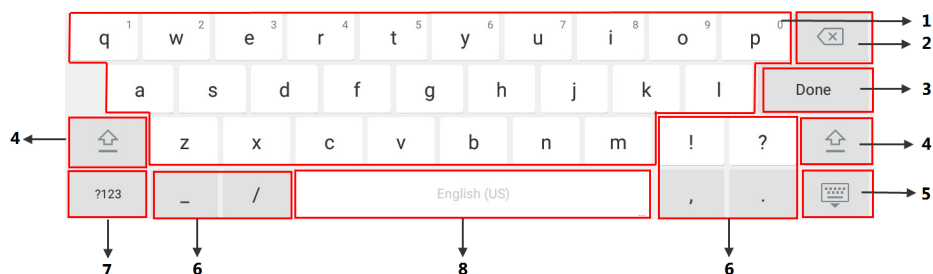 1 2 3 4 5 6 7 8 9 0 1
q w e r t y u i o p 2
a s d f g h j k l Done 3
4 z x c v b n m ! ? 4
?123 _ / English (US) , . 5
7 6 8 6